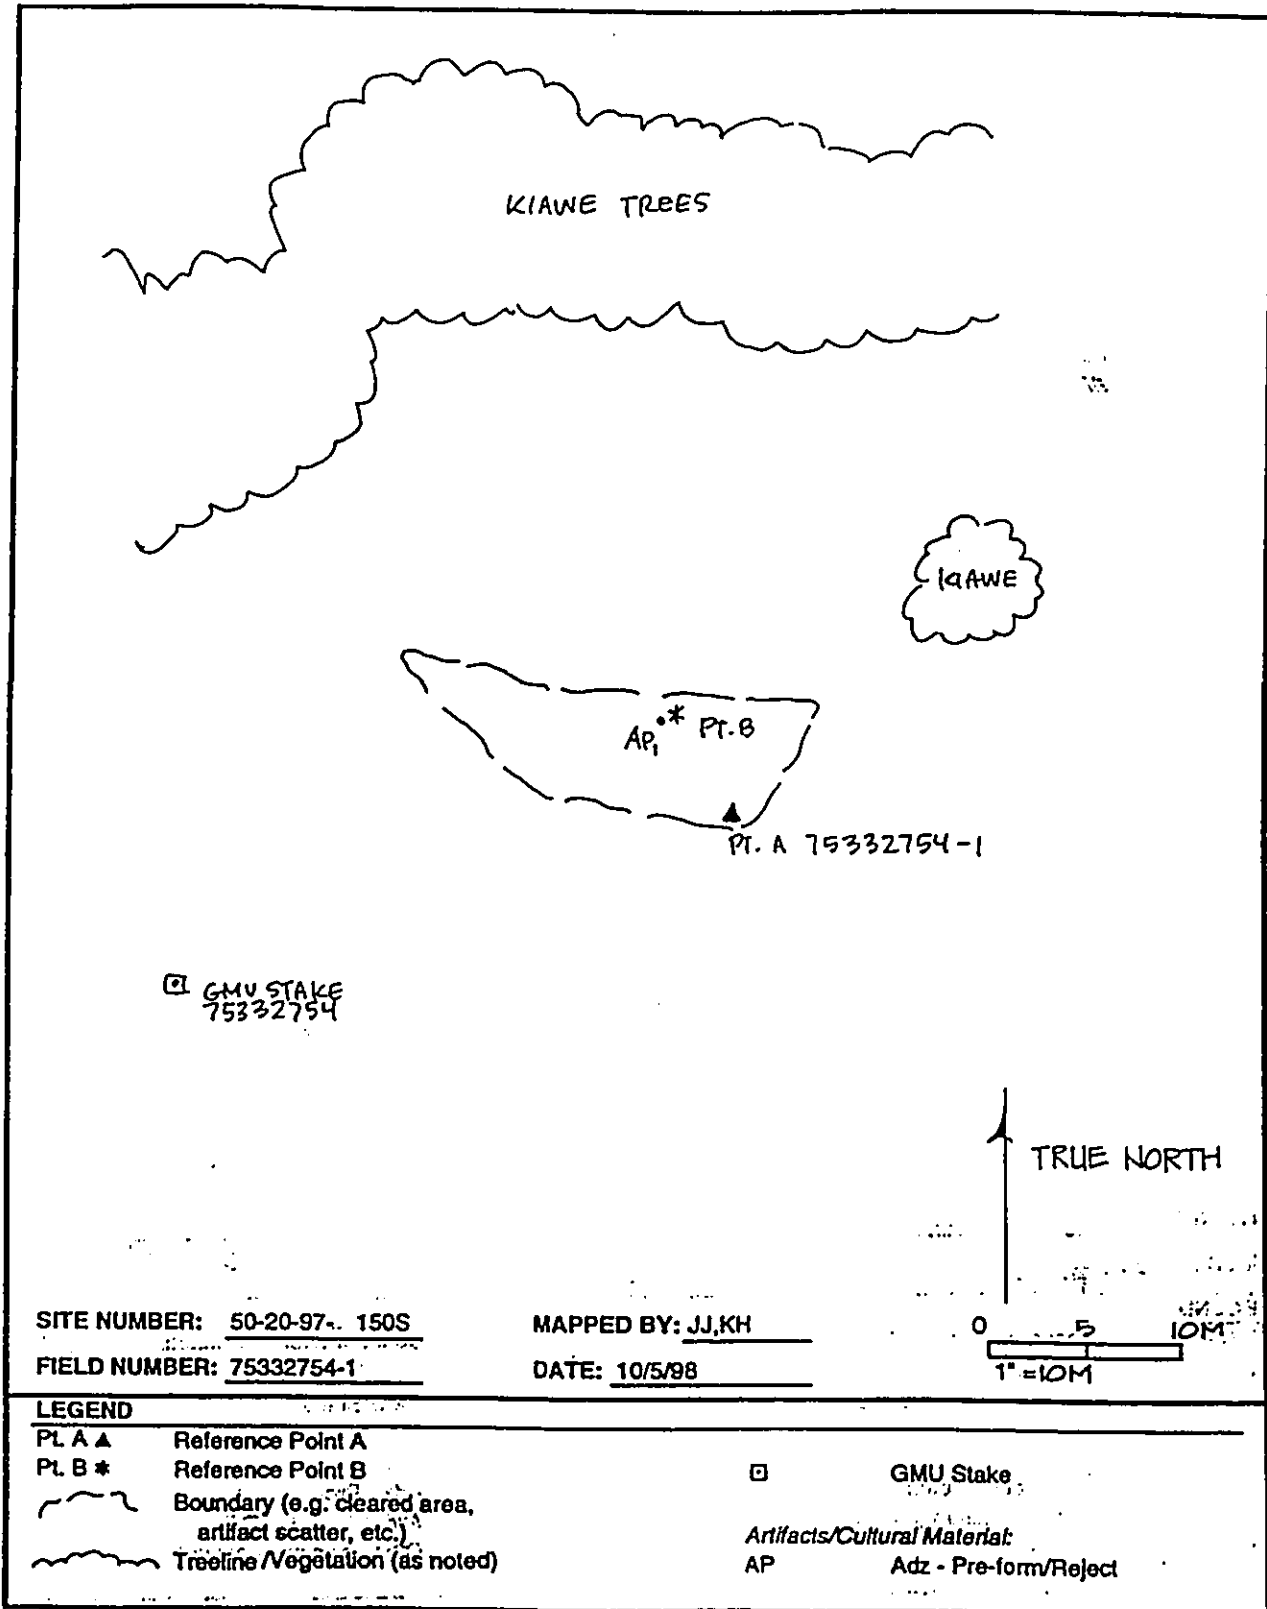 KIAWE TREES
KIAWE
AP1 Pt. B
Pt. A 75332754-1
GMU STAKE
75332754
TRUE NORTH
SITE NUMBER: 50-20-97-. 150S
MAPPED BY: JJ,KH
0 5 10M
FIELD NUMBER: 75332754-1
DATE: 10/5/98
1" =10M
LEGEND
Pt. A Reference Point A
Pt. B * Reference Point B
GMU Stake
Boundary (e.g. cleared area,
artifact scatter, etc.)
Artifacts/Cultural Material:
Treeline/Vegetation (as noted)
AP Adz - Pre-form/Reject